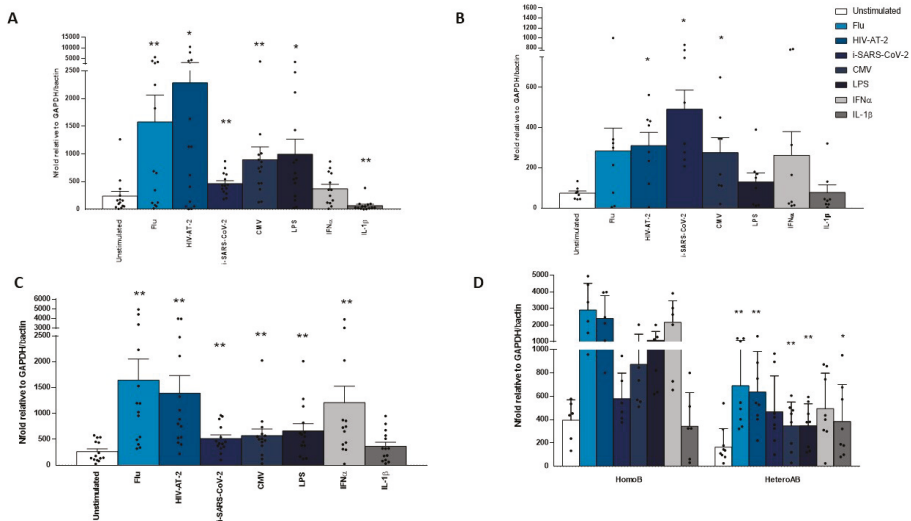 A
Nfold relative to GAPDH/bactin
10000
5000
2500
2000
1500
1000
500
0
** * ** ** * **
Unstimulated
Flu
HIV-AT-2
i-SARS-CoV-2
CMV
LPS
IFNα
IL-1β
B
Nfold relative to GAPDH/bactin
1600
1400
1200
1000
800
600
400
200
0
* * *
Unstimulated
Flu
HIV-AT-2
i-SARS-CoV-2
CMV
LPS
IFNα
IL-1β
Unstimulated
Flu
HIV-AT-2
i-SARS-CoV-2
CMV
LPS
IFNα
IL-1β
C
Nfold relative to GAPDH/bactin
6000
5000
4000
3000
2000
1500
1000
500
0
** ** ** ** ** **
Unstimulated
Flu
HIV-AT-2
i-SARS-CoV-2
CMV
LPS
IFNα
IL-1β
D
Nfold relative to GAPDH/bactin
5000
4000
3000
2000
1000
800
600
400
200
0
** ** ** ** *
HomoB
HeteroAB